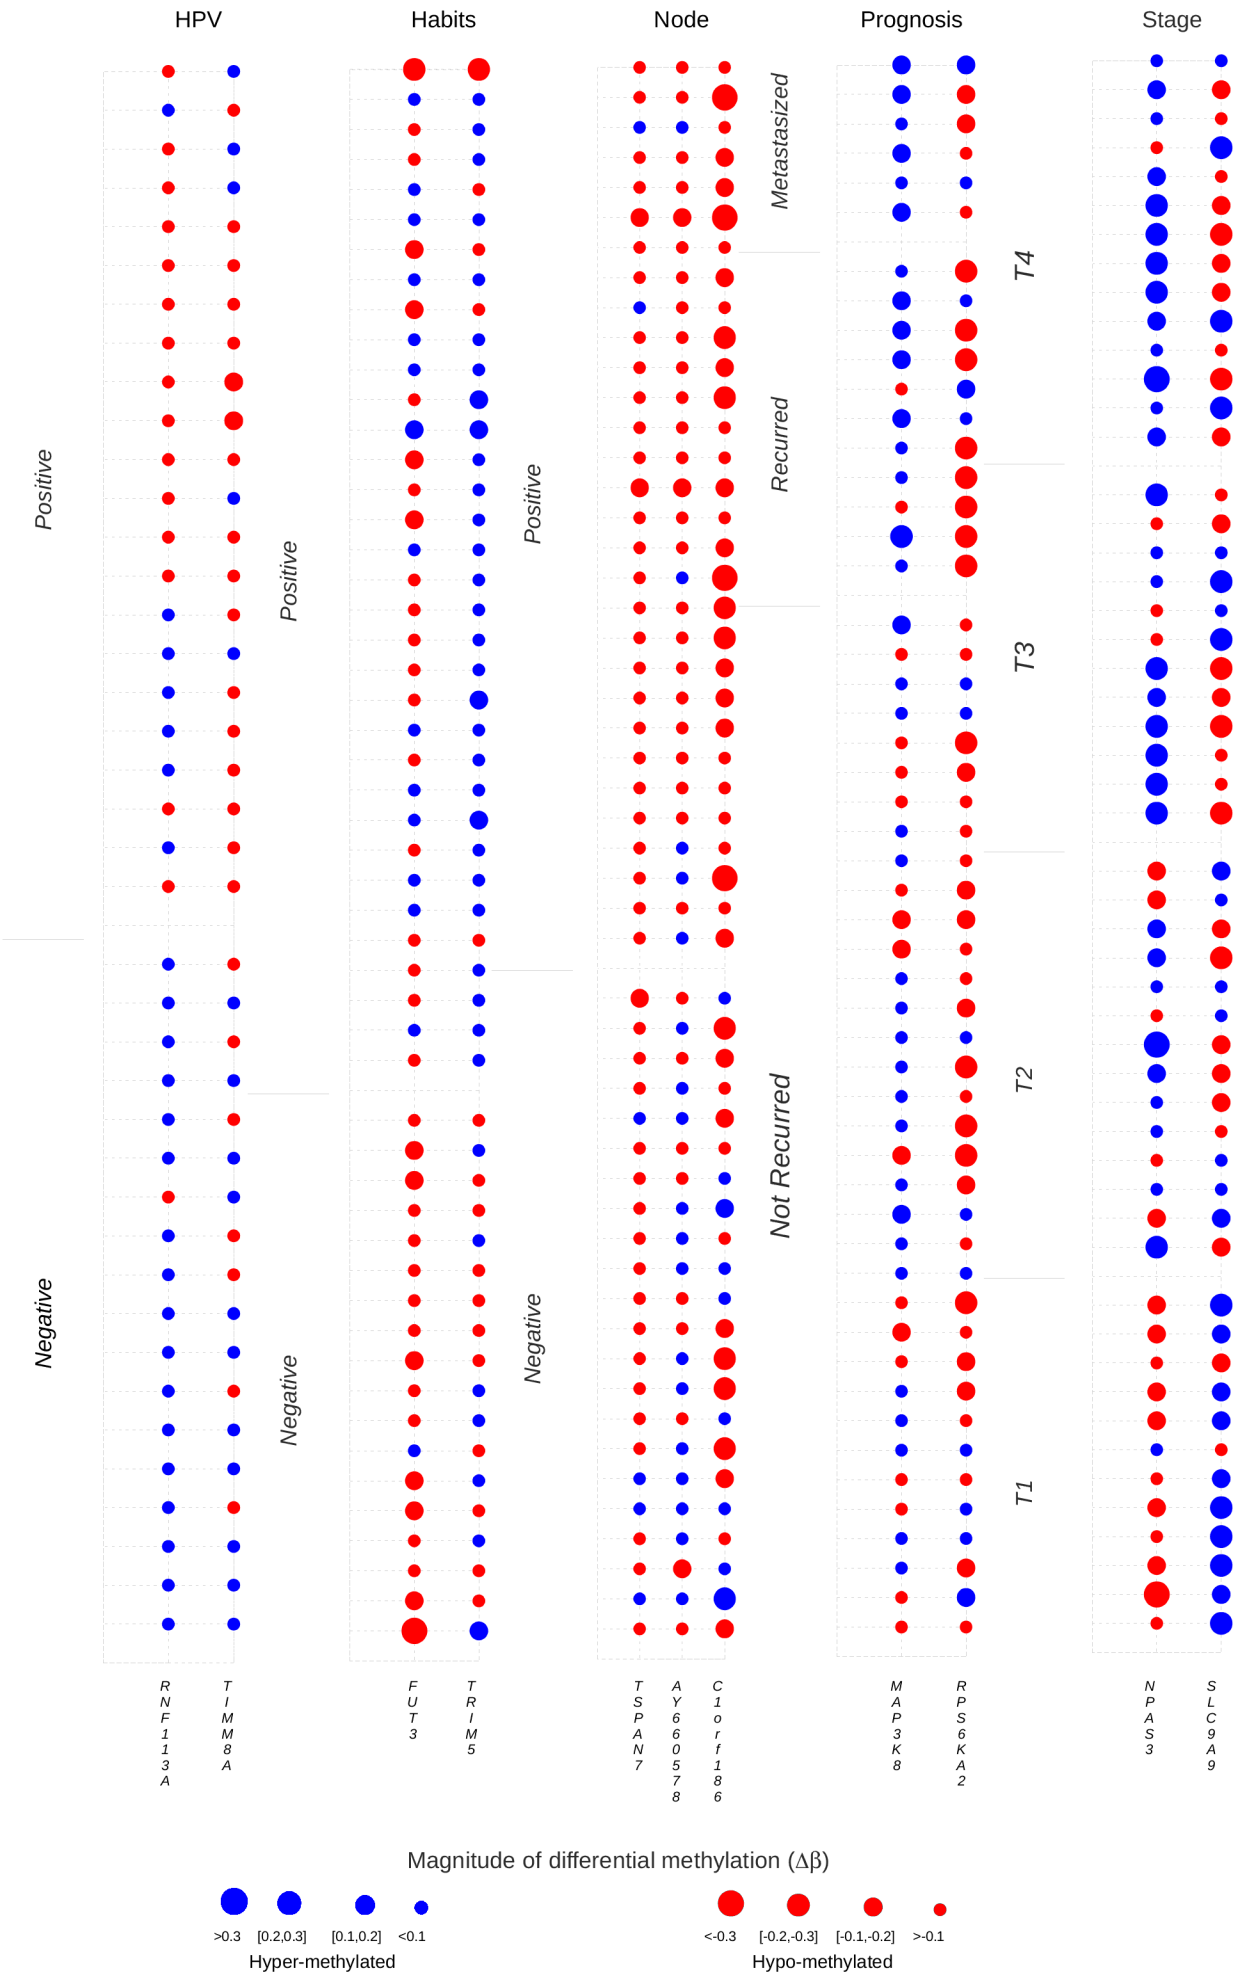 HPV
Habits
Node
Prognosis
Stage
Metastasized
T4
Recurred
Positive
Positive
Positive
T3
Not Recurred
T2
Negative
Negative
Negative
T1
RNF113A
TIMM8A
FUT3
TRIM5
TSPAN7
AY660578
C1orf186
MAP3K8
RPS6KA2
NPAS3
SLC9A9
Magnitude of differential methylation (Δβ)
>0.3 [0.2,0.3] [0.1,0.2] <0.1
<-0.3 [-0.2,-0.3] [-0.1,-0.2] >-0.1
Hyper-methylated
Hypo-methylated